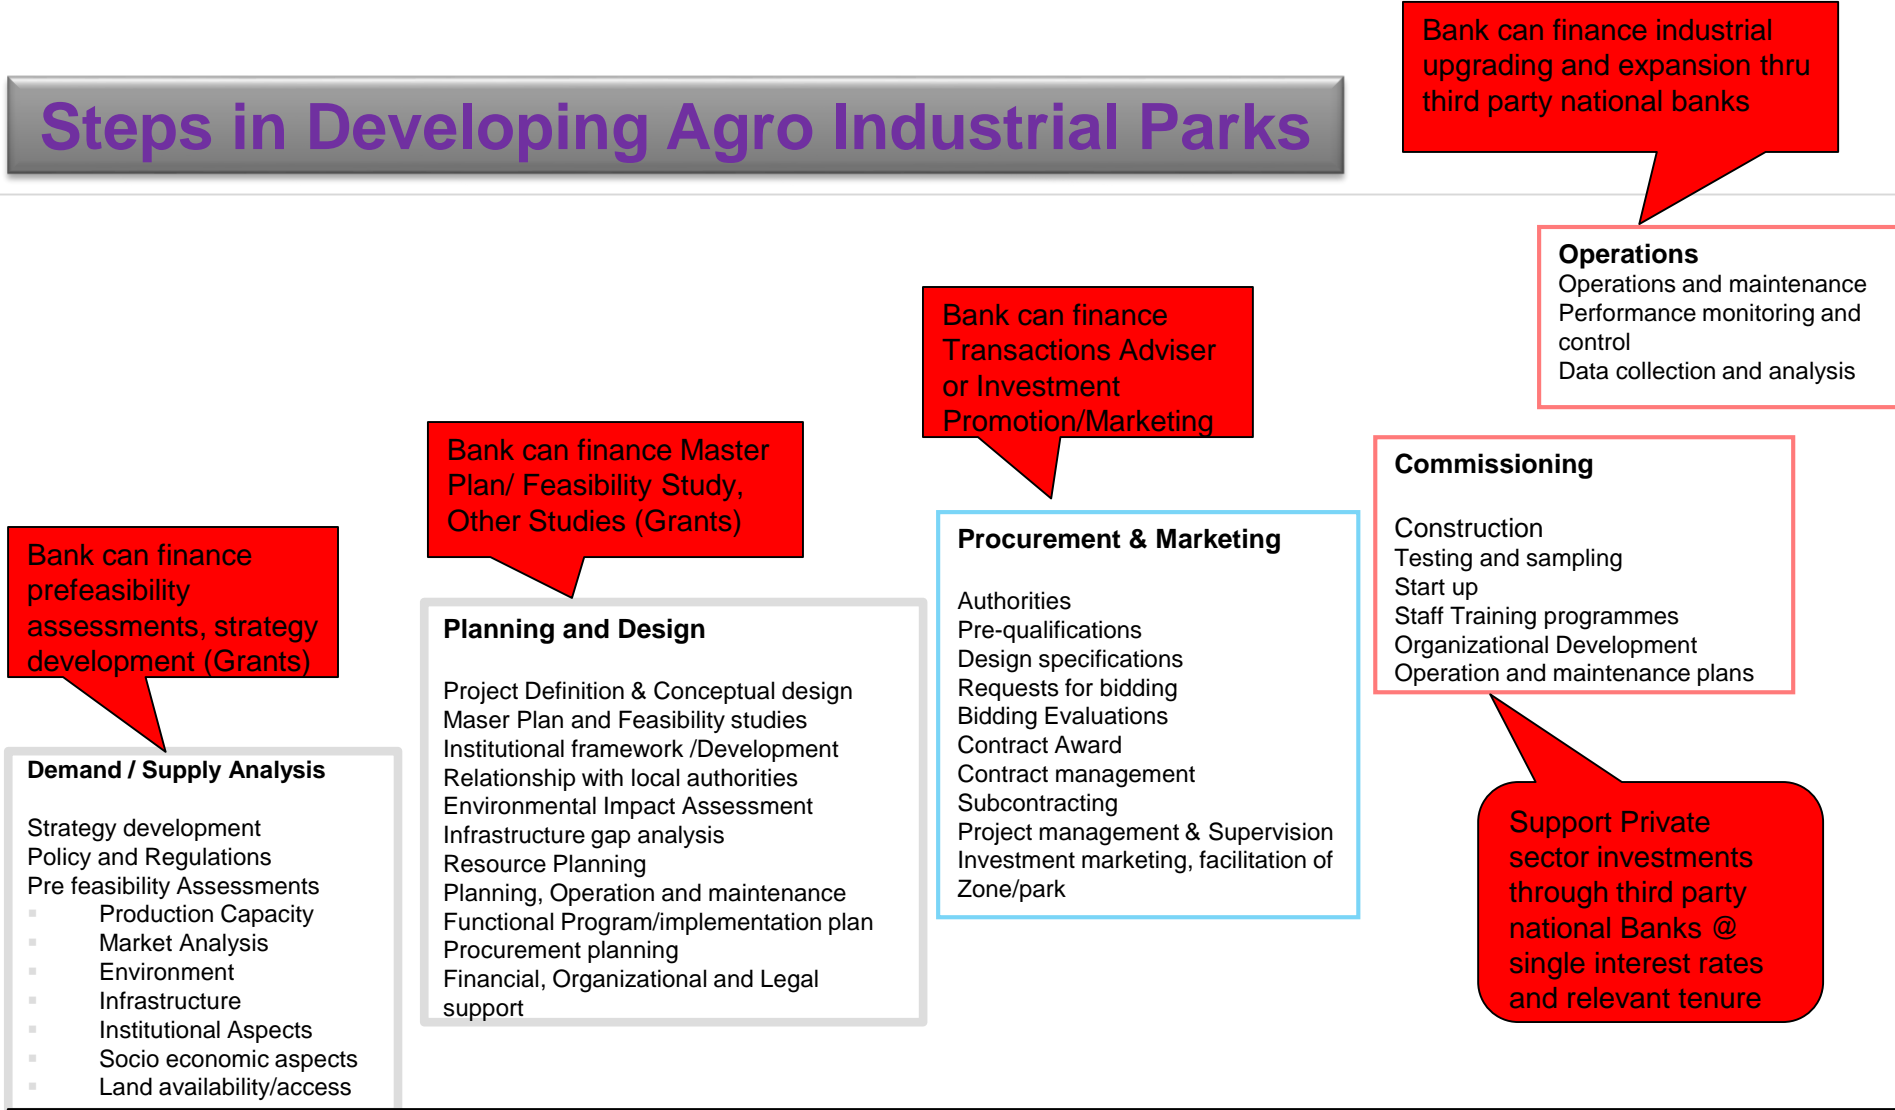 Steps in Developing Agro Industrial Parks
Bank can finance industrial
upgrading and expansion thru
third party national banks
Operations
Operations and maintenance
Performance monitoring and
control
Data collection and analysis
Bank can finance
Transactions Adviser
or Investment
Promotion/Marketing
Bank can finance Master
Plan/ Feasibility Study,
Other Studies (Grants)
Bank can finance
prefeasibility
assessments, strategy
development (Grants)
Demand / Supply Analysis
Strategy development
Policy and Regulations
Pre feasibility Assessments
Production Capacity
Market Analysis
Environment
Infrastructure
Institutional Aspects
Socio economic aspects
Land availability/access
Planning and Design
Project Definition & Conceptual design
Maser Plan and Feasibility studies
Institutional framework /Development
Relationship with local authorities
Environmental Impact Assessment
Infrastructure gap analysis
Resource Planning
Planning, Operation and maintenance
Functional Program/implementation plan
Procurement planning
Financial, Organizational and Legal
support
Procurement & Marketing
Authorities
Pre-qualifications
Design specifications
Requests for bidding
Bidding Evaluations
Contract Award
Contract management
Subcontracting
Project management & Supervision
Investment marketing, facilitation of
Zone/park
Commissioning
Construction
Testing and sampling
Start up
Staff Training programmes
Organizational Development
Operation and maintenance plans
Support Private
sector investments
through third party
national Banks @
single interest rates
and relevant tenure